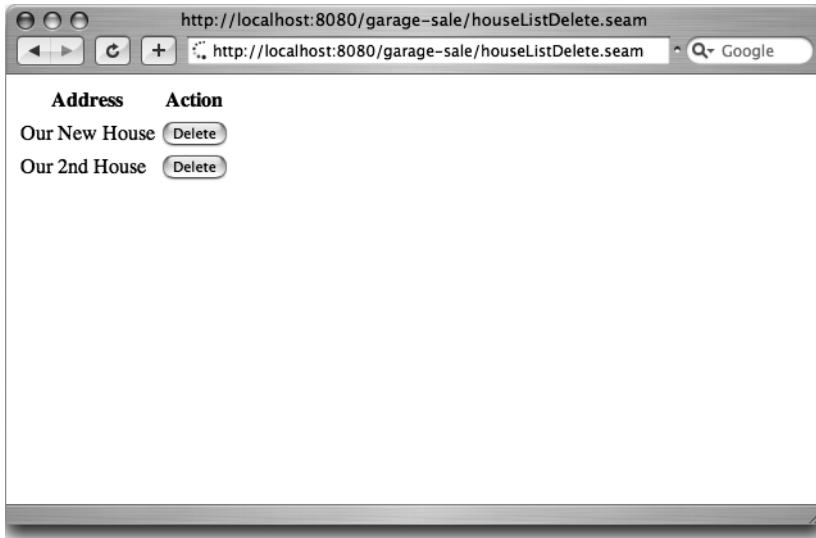 http://localhost:8080/garage-sale/houseListDelete.seam
http://localhost:8080/garage-sale/houseListDelete.seam Google
Address Action
Our New House Delete
Our 2nd House Delete